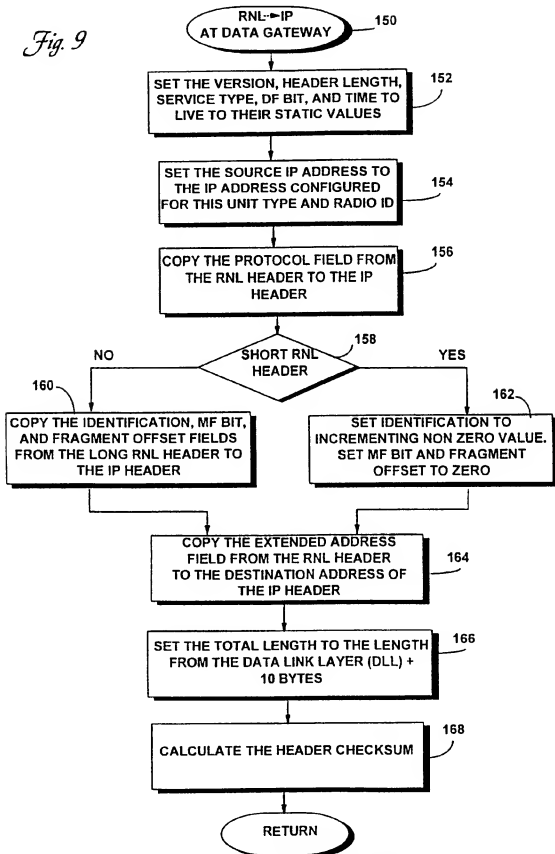 Fig. 9
RNL→IP
AT DATA GATEWAY
150
SET THE VERSION, HEADER LENGTH,
SERVICE TYPE, DF BIT, AND TIME TO
LIVE TO THEIR STATIC VALUES
152
SET THE SOURCE IP ADDRESS TO
THE IP ADDRESS CONFIGURED
FOR THIS UNIT TYPE AND RADIO ID
154
COPY THE PROTOCOL FIELD FROM
THE RNL HEADER TO THE IP
HEADER
156
158
SHORT RNL
HEADER
NO
YES
160
COPY THE IDENTIFICATION, MF BIT,
AND FRAGMENT OFFSET FIELDS
FROM THE LONG RNL HEADER TO
THE IP HEADER
162
SET IDENTIFICATION TO
INCREMENTING NON ZERO VALUE.
SET MF BIT AND FRAGMENT
OFFSET TO ZERO
COPY THE EXTENDED ADDRESS
FIELD FROM THE RNL HEADER
TO THE DESTINATION ADDRESS OF
THE IP HEADER
164
SET THE TOTAL LENGTH TO THE LENGTH
FROM THE DATA LINK LAYER (DLL) +
10 BYTES
166
CALCULATE THE HEADER CHECKSUM
168
RETURN